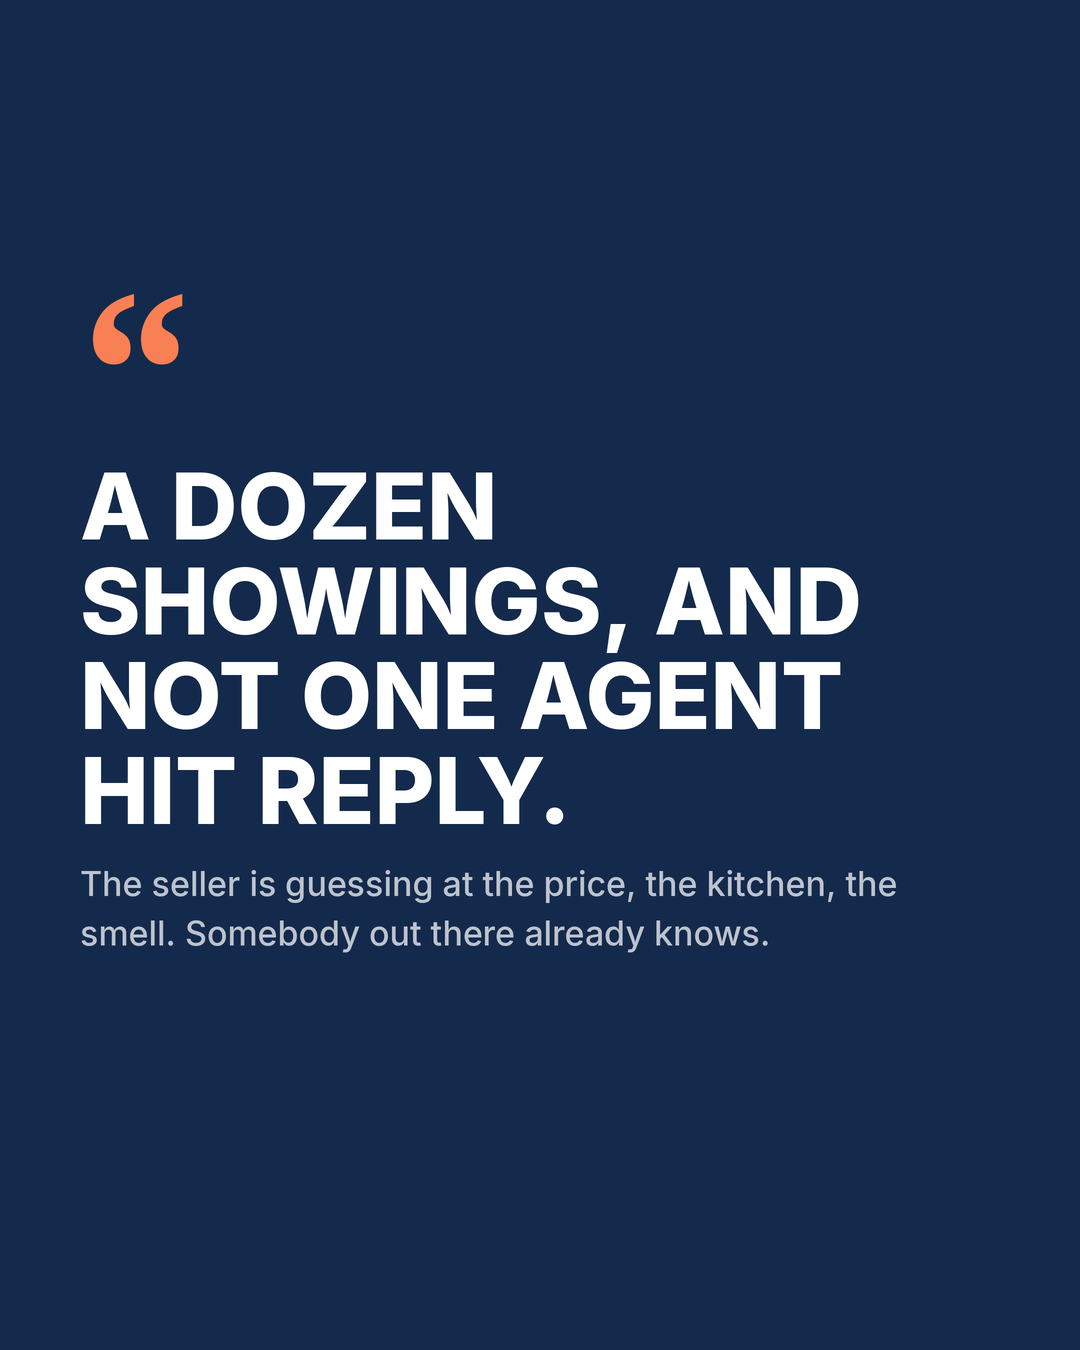 “
A DOZEN
SHOWINGS, AND
NOT ONE AGENT
HIT REPLY.
The seller is guessing at the price, the kitchen, the
smell. Somebody out there already knows.